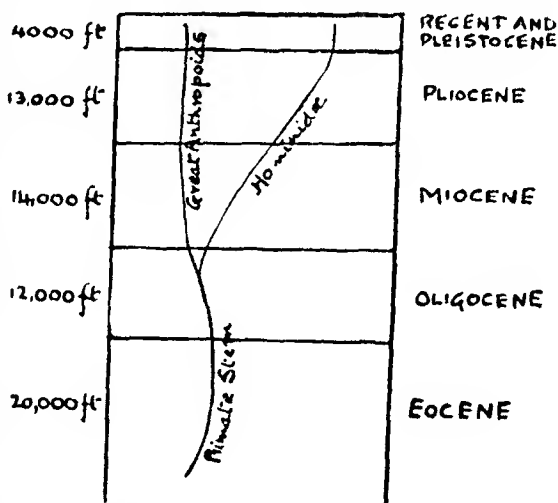 4000 ft
RECENT AND
PLEISTOCENE
13,000 ft
PLIOCENE
Great Anthropoids
Hominidæ
14,000 ft
MIOCENE
12,000 ft
OLIGOCENE
Primate Stem
20,000 ft
EOCENE